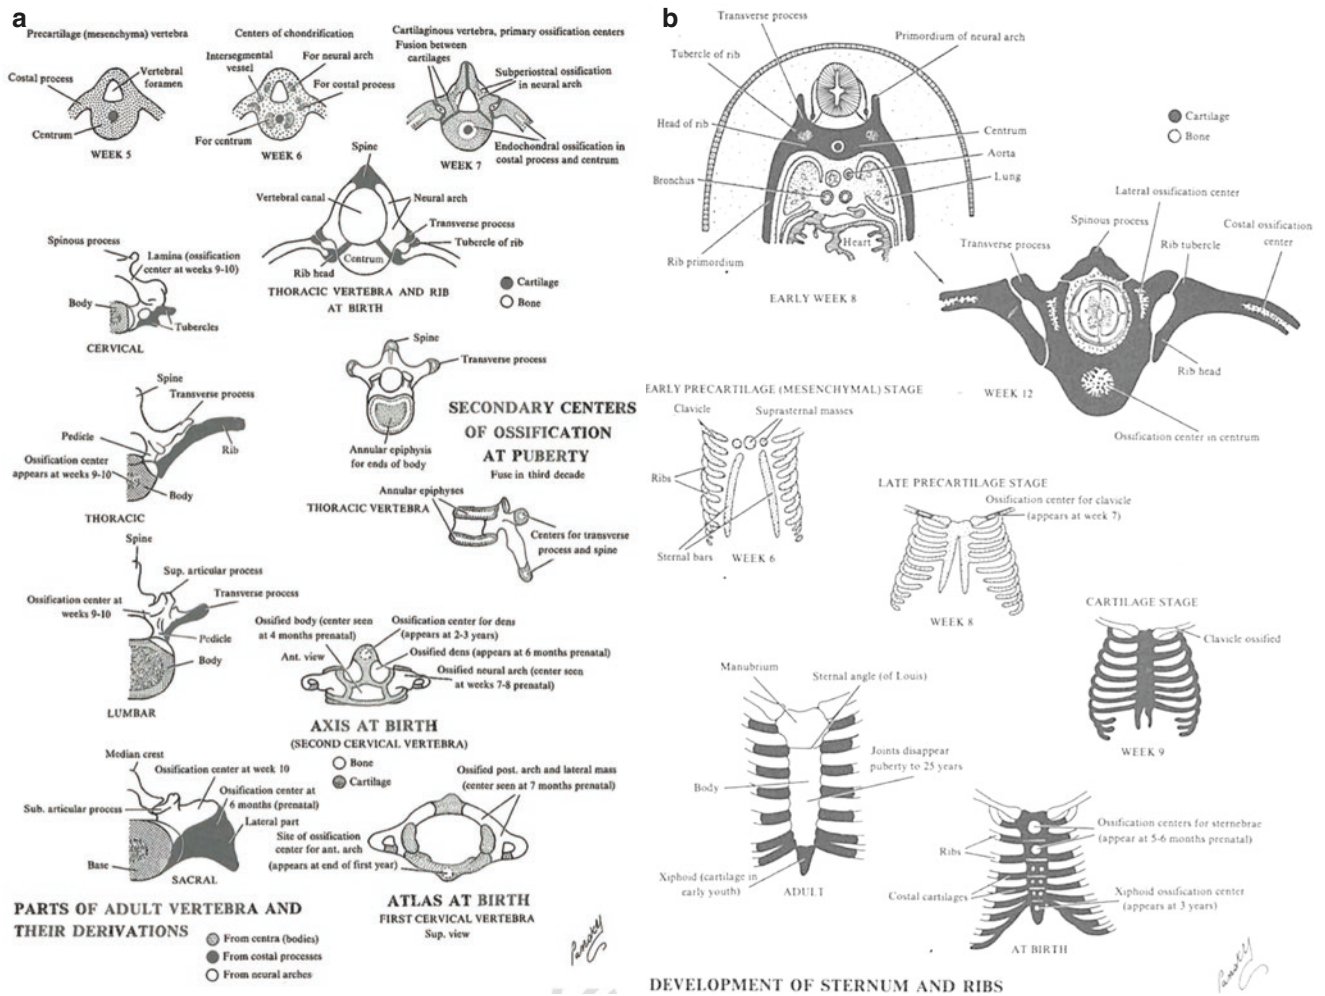 a
Precartilage (mesenchyma) vertebra
Costal process
Vertebral
foramen
Centrum
WEEK 5
Centers of chondrification
Intersegmental
vessel
For neural arch
For costal process
For centrum
WEEK 6
Cartilaginous vertebra, primary ossification centers
Fusion between
cartilages
Subperiosteal ossification
in neural arch
Endochondral ossification in
costal process and centrum
WEEK 7
Spine
Vertebral canal
Neural arch
Transverse process
Tubercle of rib
Rib head
Centrum
THORACIC VERTEBRA AND RIB
AT BIRTH
Cartilage
Bone
Spinous process
Lamina (ossification
center at weeks 9-10)
Body
Tubercles
CERVICAL
Spine
Transverse process
Pedicle
Ossification center
appears at weeks 9-10
Rib
Body
THORACIC
Spine
Transverse process
Annular epiphysis
for ends of body
SECONDARY CENTERS
OF OSSIFICATION
AT PUBERTY
Fuse in third decade
Annular epiphyses
THORACIC VERTEBRA
Centers for transverse
process and spine
Spine
Sup. articular process
Transverse process
Ossification center at
weeks 9-10
Pedicle
Body
LUMBAR
Ossified body (center seen
at 4 months prenatal)
Ossification center for dens
(appears at 2-3 years)
Ant. view
Ossified dens (appears at 6 months prenatal)
Ossified neural arch (center seen
at weeks 7-8 prenatal)
AXIS AT BIRTH
(SECOND CERVICAL VERTEBRA)
Bone
Cartilage
Median crest
Ossification center at week 10
Ossification center at
6 months (prenatal)
Sub. articular process
Lateral part
Base
SACRAL
Ossified post. arch and lateral mass
(center seen at 7 months prenatal)
Site of ossification
center for ant. arch
(appears at end of first year)
ATLAS AT BIRTH
FIRST CERVICAL VERTEBRA
Sup. view
PARTS OF ADULT VERTEBRA AND
THEIR DERIVATIONS
From centra (bodies)
From costal processes
From neural arches
Pansky
b
Transverse process
Tubercle of rib
Primordium of neural arch
Head of rib
Centrum
Aorta
Bronchus
Lung
Heart
Rib primordium
EARLY WEEK 8
Cartilage
Bone
Lateral ossification center
Spinous process
Costal ossification
center
Transverse process
Rib tubercle
Rib head
WEEK 12
Ossification center in centrum
EARLY PRECARTILAGE (MESENCHYMAL) STAGE
Clavicle
Suprasternal masses
Ribs
Sternal bars
WEEK 6
LATE PRECARTILAGE STAGE
Ossification center for clavicle
(appears at week 7)
WEEK 8
CARTILAGE STAGE
Clavicle ossified
WEEK 9
Manubrium
Sternal angle (of Louis)
Joints disappear
puberty to 25 years
Body
Xiphoid (cartilage in
early youth)
ADULT
Ossification centers for sternebrae
(appear at 5-6 months prenatal)
Ribs
Costal cartilages
Xiphoid ossification center
(appears at 3 years)
AT BIRTH
Pansky
DEVELOPMENT OF STERNUM AND RIBS